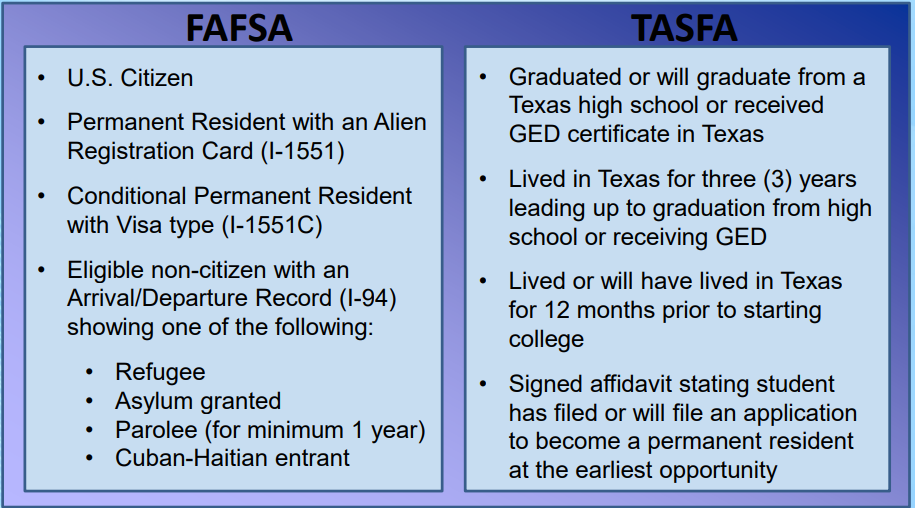 FAFSA
• U.S. Citizen
• Permanent Resident with an Alien
Registration Card (I-1551)
• Conditional Permanent Resident
with Visa type (I-1551C)
• Eligible non-citizen with an
Arrival/Departure Record (I-94)
showing one of the following:
• Refugee
• Asylum granted
• Parolee (for minimum 1 year)
• Cuban-Haitian entrant
TASFA
• Graduated or will graduate from a
Texas high school or received
GED certificate in Texas
• Lived in Texas for three (3) years
leading up to graduation from high
school or receiving GED
• Lived or will have lived in Texas
for 12 months prior to starting
college
• Signed affidavit stating student
has filed or will file an application
to become a permanent resident
at the earliest opportunity